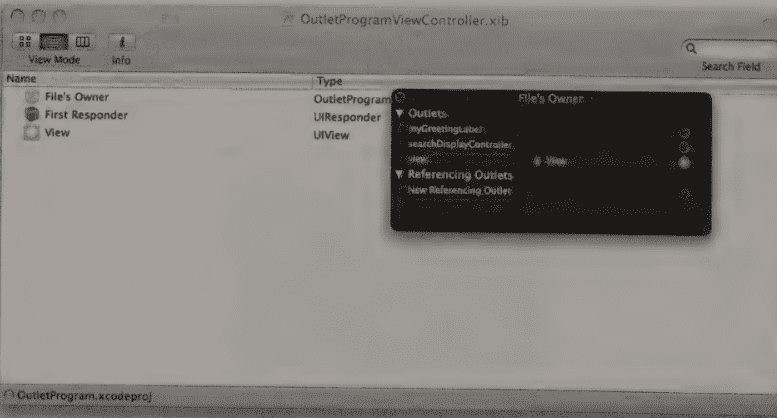 OutletProgramViewController.xib
View Mode
Info
Search Field
Name
Type
File's Owner
OutletProgram
First Responder
UIResponder
View
UIView
File's Owner
Outlets
myGreetingLabel
searchDisplayController
view
View
Referencing Outlets
New Referencing Outlet
OutletProgram.xcodeproj